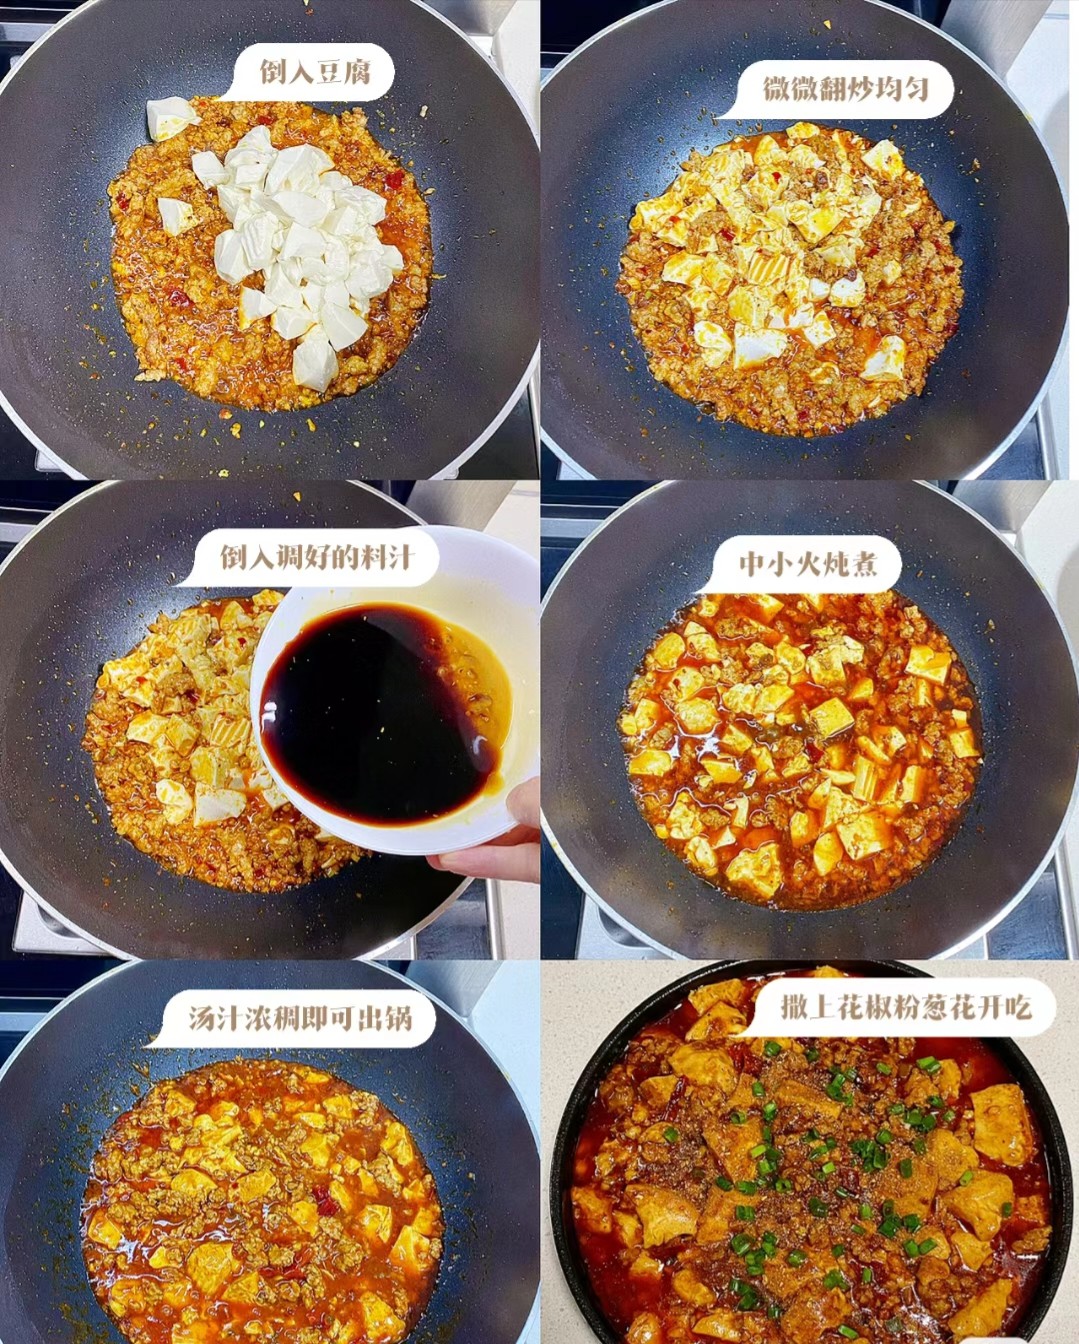 倒入豆腐
微微翻炒均匀
倒入调好的料汁
中小火炖煮
汤汁浓稠即可出锅
撒上花椒粉葱花开吃